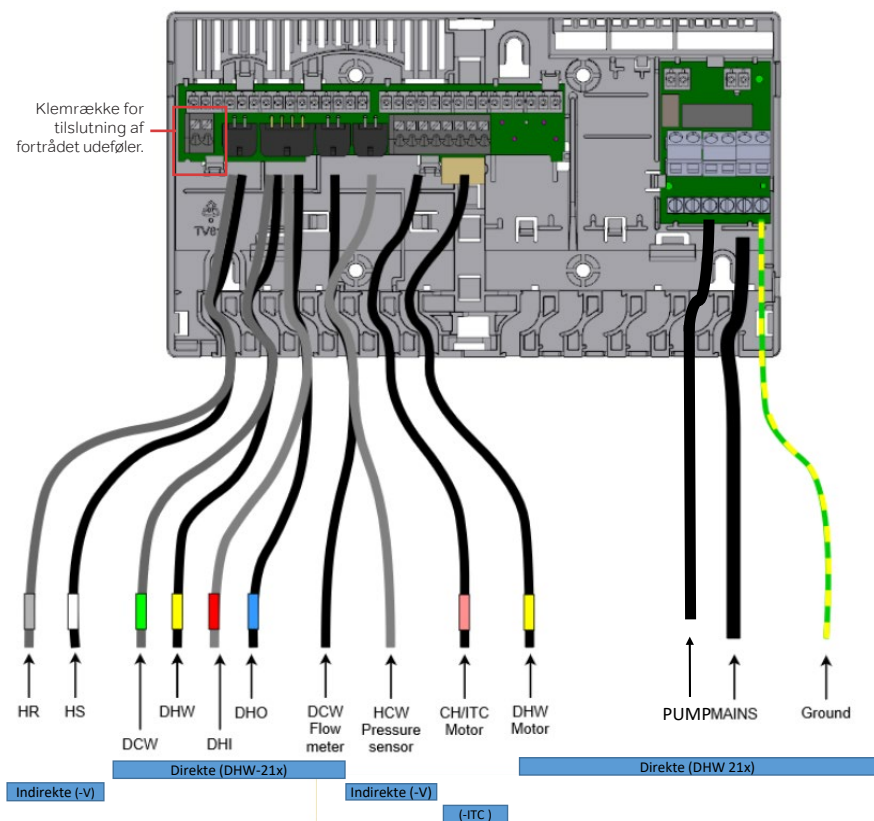 Klemrække for
tilslutning af
fortrådet udeføler.
HR
HS
DCW
DHW
DHI
DHO
DCW
Flow
meter
HCW
Pressure
sensor
CH/ITC
Motor
DHW
Motor
PUMP
MAINS
Ground
Direkte (DHW-21x)
Direkte (DHW 21x)
Indirekte (-V)
Indirekte (-V)
(-ITC )